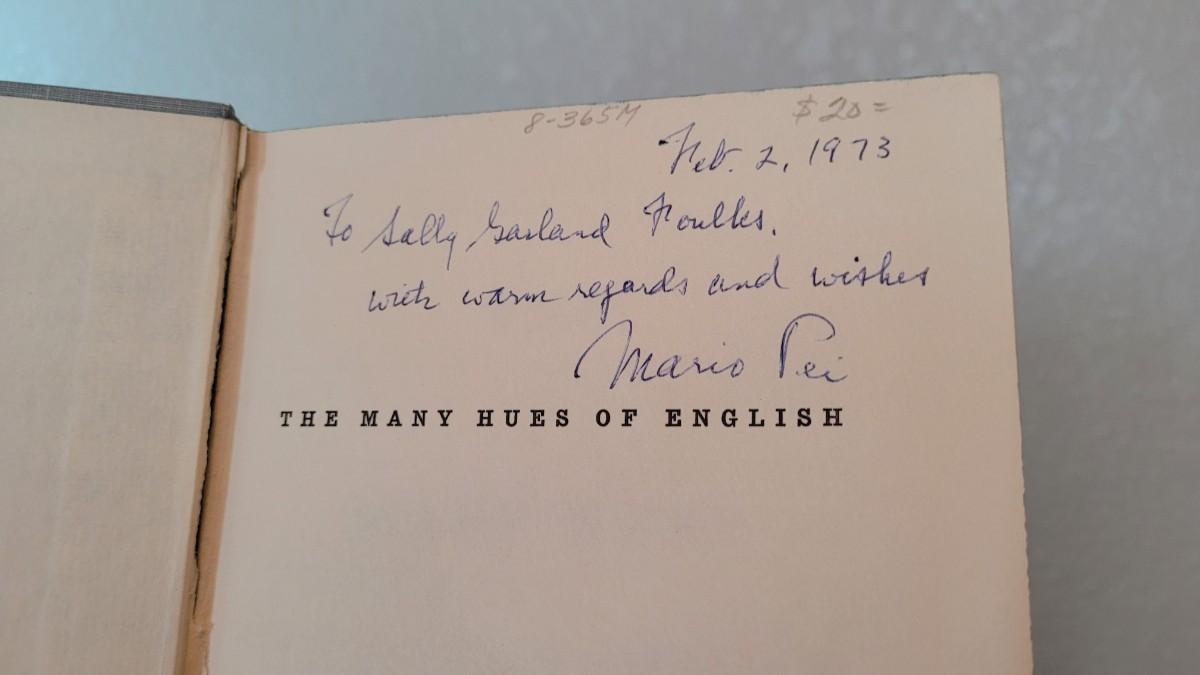 8-365M $20=
Feb. 2, 1973
To Sally Garland Foulks,
with warm regards and wishes
Mario Pei
THE MANY HUES OF ENGLISH